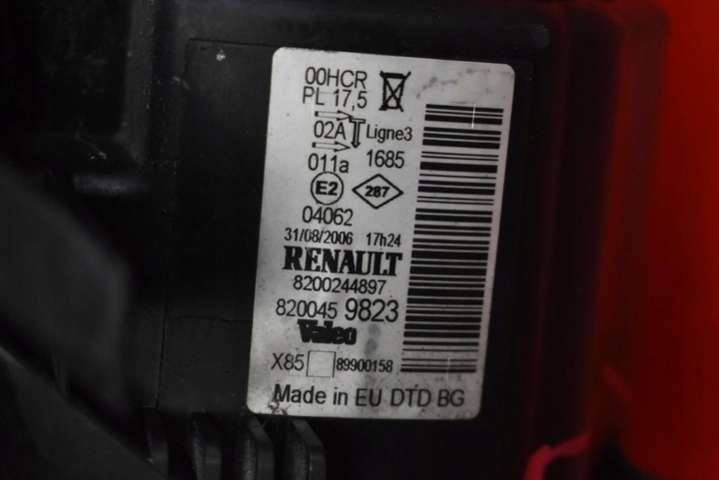 00HCR
PL 17,5
02A Ligne3
011a 1685
E2 287
04062
31/08/2006 17h24
RENAULT
8200244897
820045 9823
Valeo
X85 89900158
Made in EU DTD BG